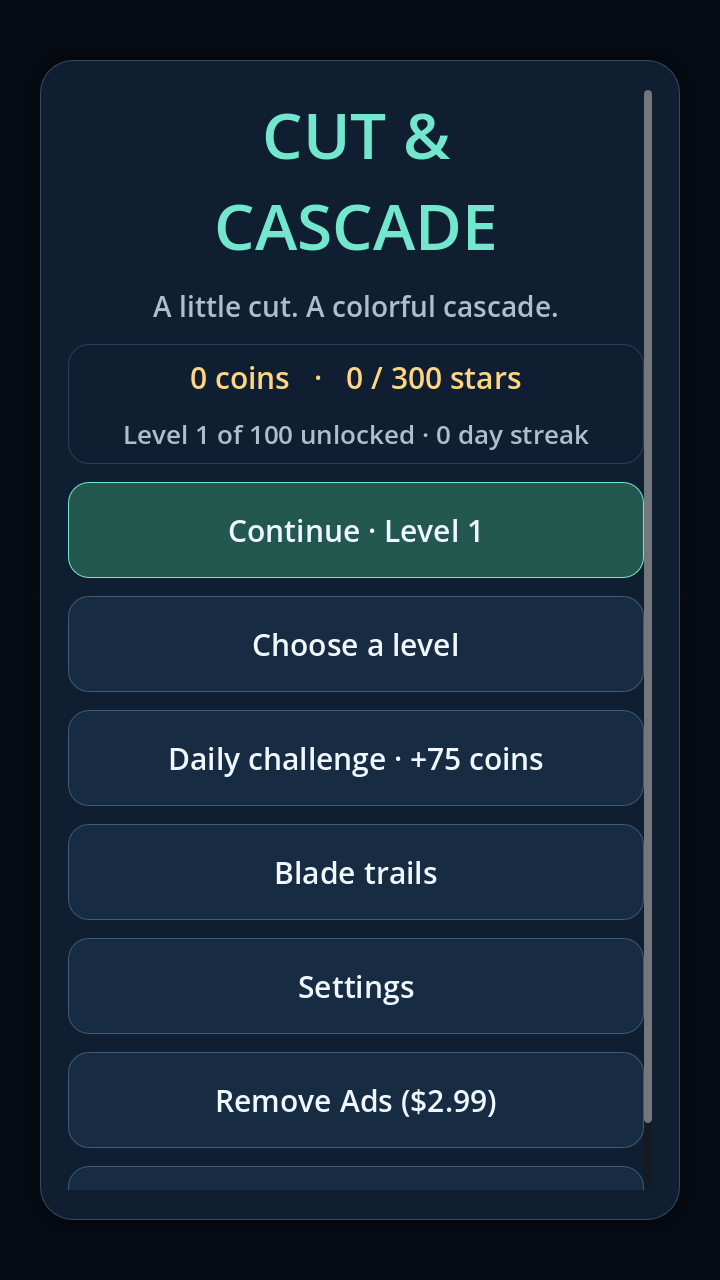 CUT &
CASCADE
A little cut. A colorful cascade.
0 coins · 0 / 300 stars
Level 1 of 100 unlocked · 0 day streak
Continue · Level 1
Choose a level
Daily challenge · +75 coins
Blade trails
Settings
Remove Ads ($2.99)